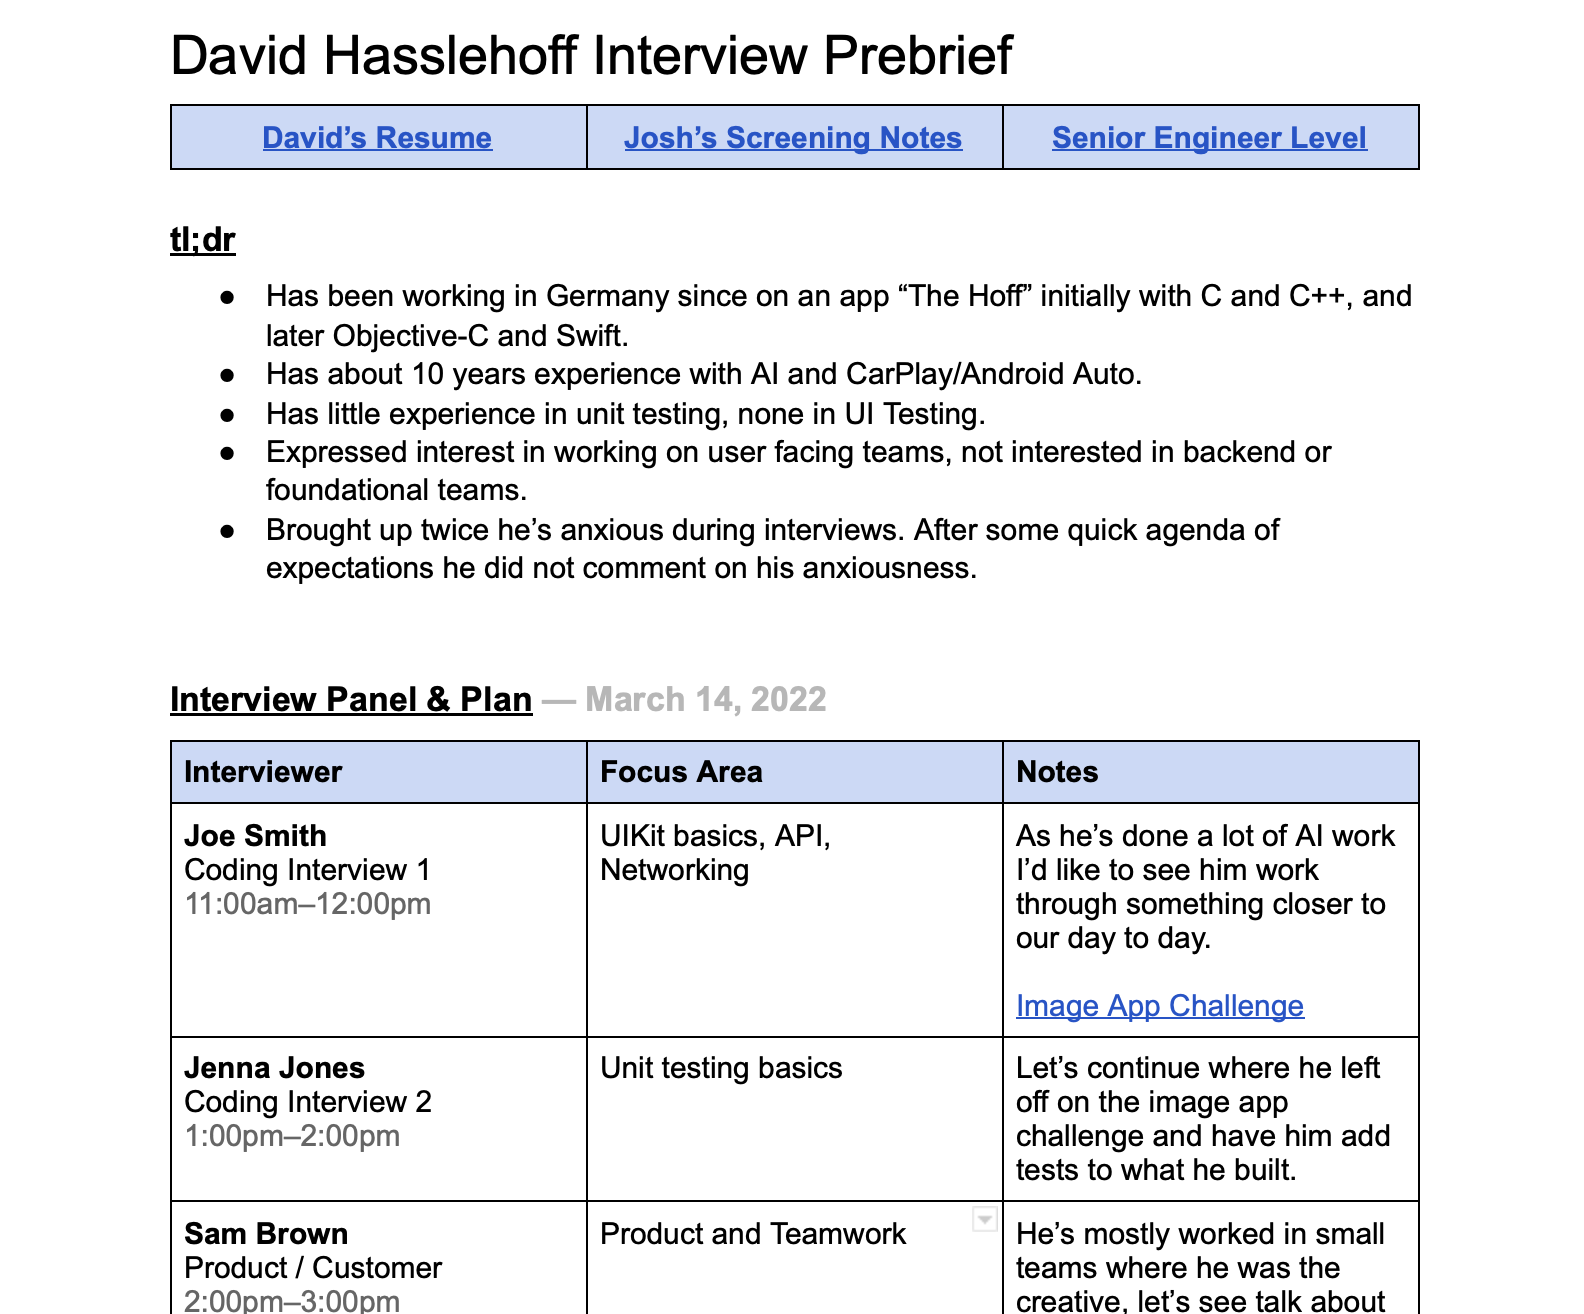 David Hasslehoff Interview Prebrief
David’s Resume
Josh’s Screening Notes
Senior Engineer Level
tl;dr
● Has been working in Germany since on an app “The Hoff” initially with C and C++, and
later Objective-C and Swift.
● Has about 10 years experience with AI and CarPlay/Android Auto.
● Has little experience in unit testing, none in UI Testing.
● Expressed interest in working on user facing teams, not interested in backend or
foundational teams.
● Brought up twice he’s anxious during interviews. After some quick agenda of
expectations he did not comment on his anxiousness.
Interview Panel & Plan — March 14, 2022
Interviewer
Focus Area
Notes
Joe Smith
Coding Interview 1
11:00am–12:00pm
UIKit basics, API,
Networking
As he’s done a lot of AI work
I’d like to see him work
through something closer to
our day to day.
Image App Challenge
Jenna Jones
Coding Interview 2
1:00pm–2:00pm
Unit testing basics
Let’s continue where he left
off on the image app
challenge and have him add
tests to what he built.
Sam Brown
Product / Customer
2:00pm–3:00pm
Product and Teamwork
He’s mostly worked in small
teams where he was the
creative, let’s see talk about